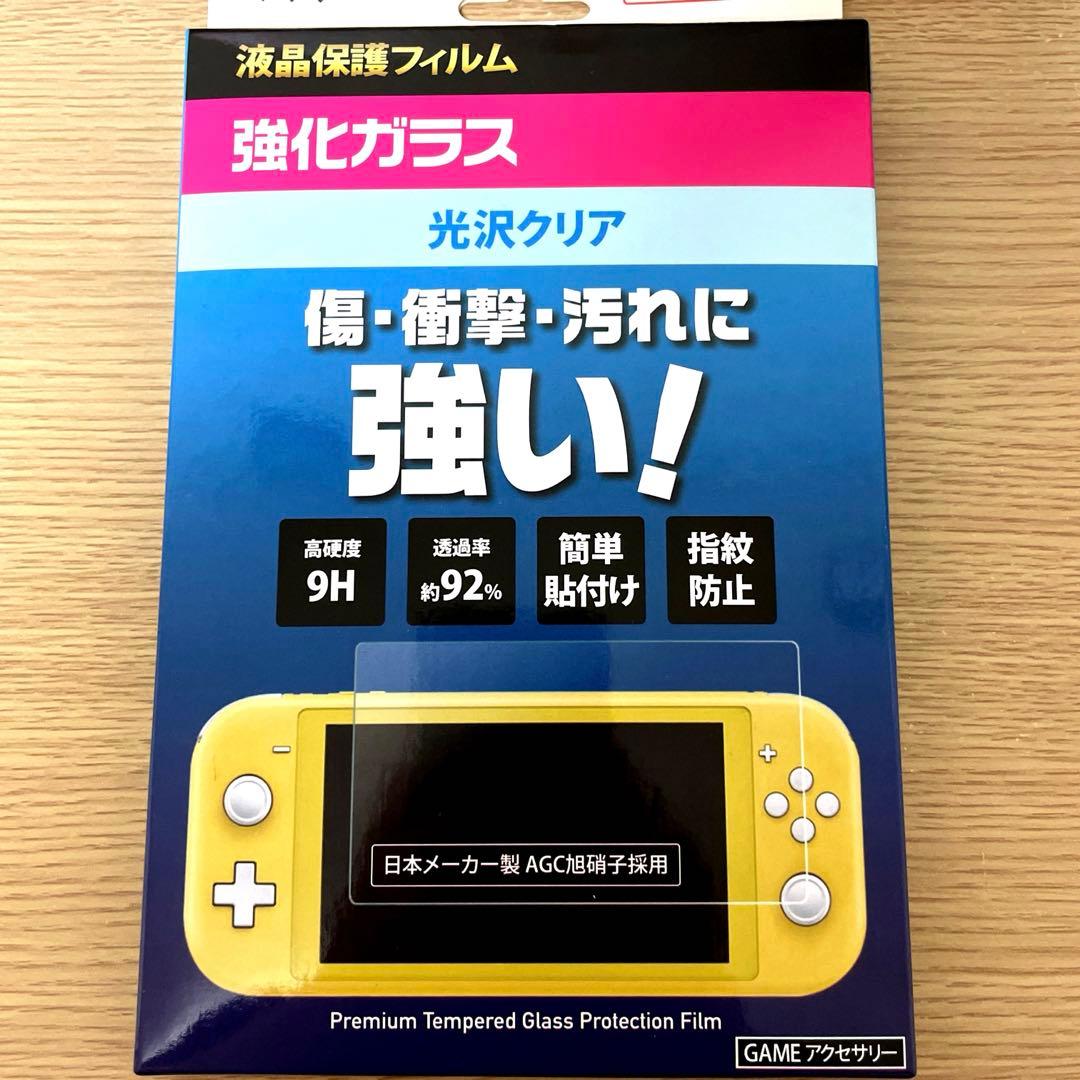 液晶保護フィルム
強化ガラス
光沢クリア
傷・衝撃・汚れに
強い!
高硬度
9H
透過率
約92%
簡単
貼付け
指紋
防止
日本メーカー製 AGC旭硝子採用
Premium Tempered Glass Protection Film
GAME アクセサリー